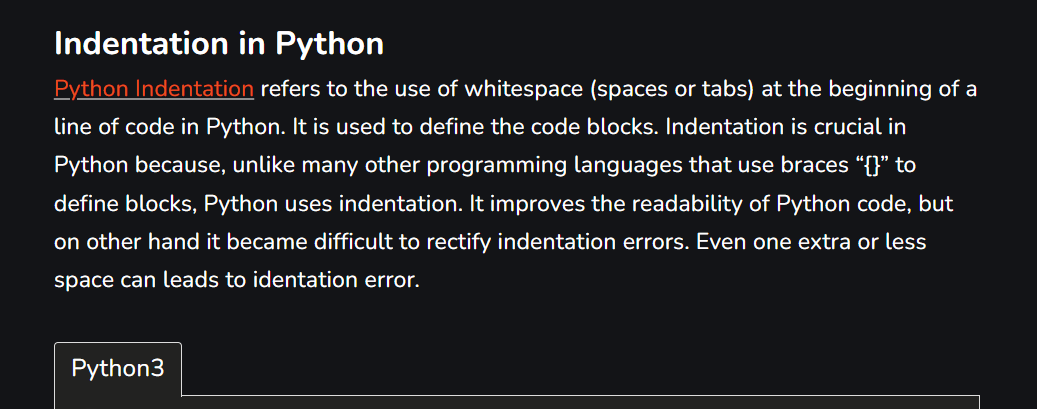 Indentation in Python
Python Indentation refers to the use of whitespace (spaces or tabs) at the beginning of a
line of code in Python. It is used to define the code blocks. Indentation is crucial in
Python because, unlike many other programming languages that use braces “{}” to
define blocks, Python uses indentation. It improves the readability of Python code, but
on other hand it became difficult to rectify indentation errors. Even one extra or less
space can leads to identation error.
Python3